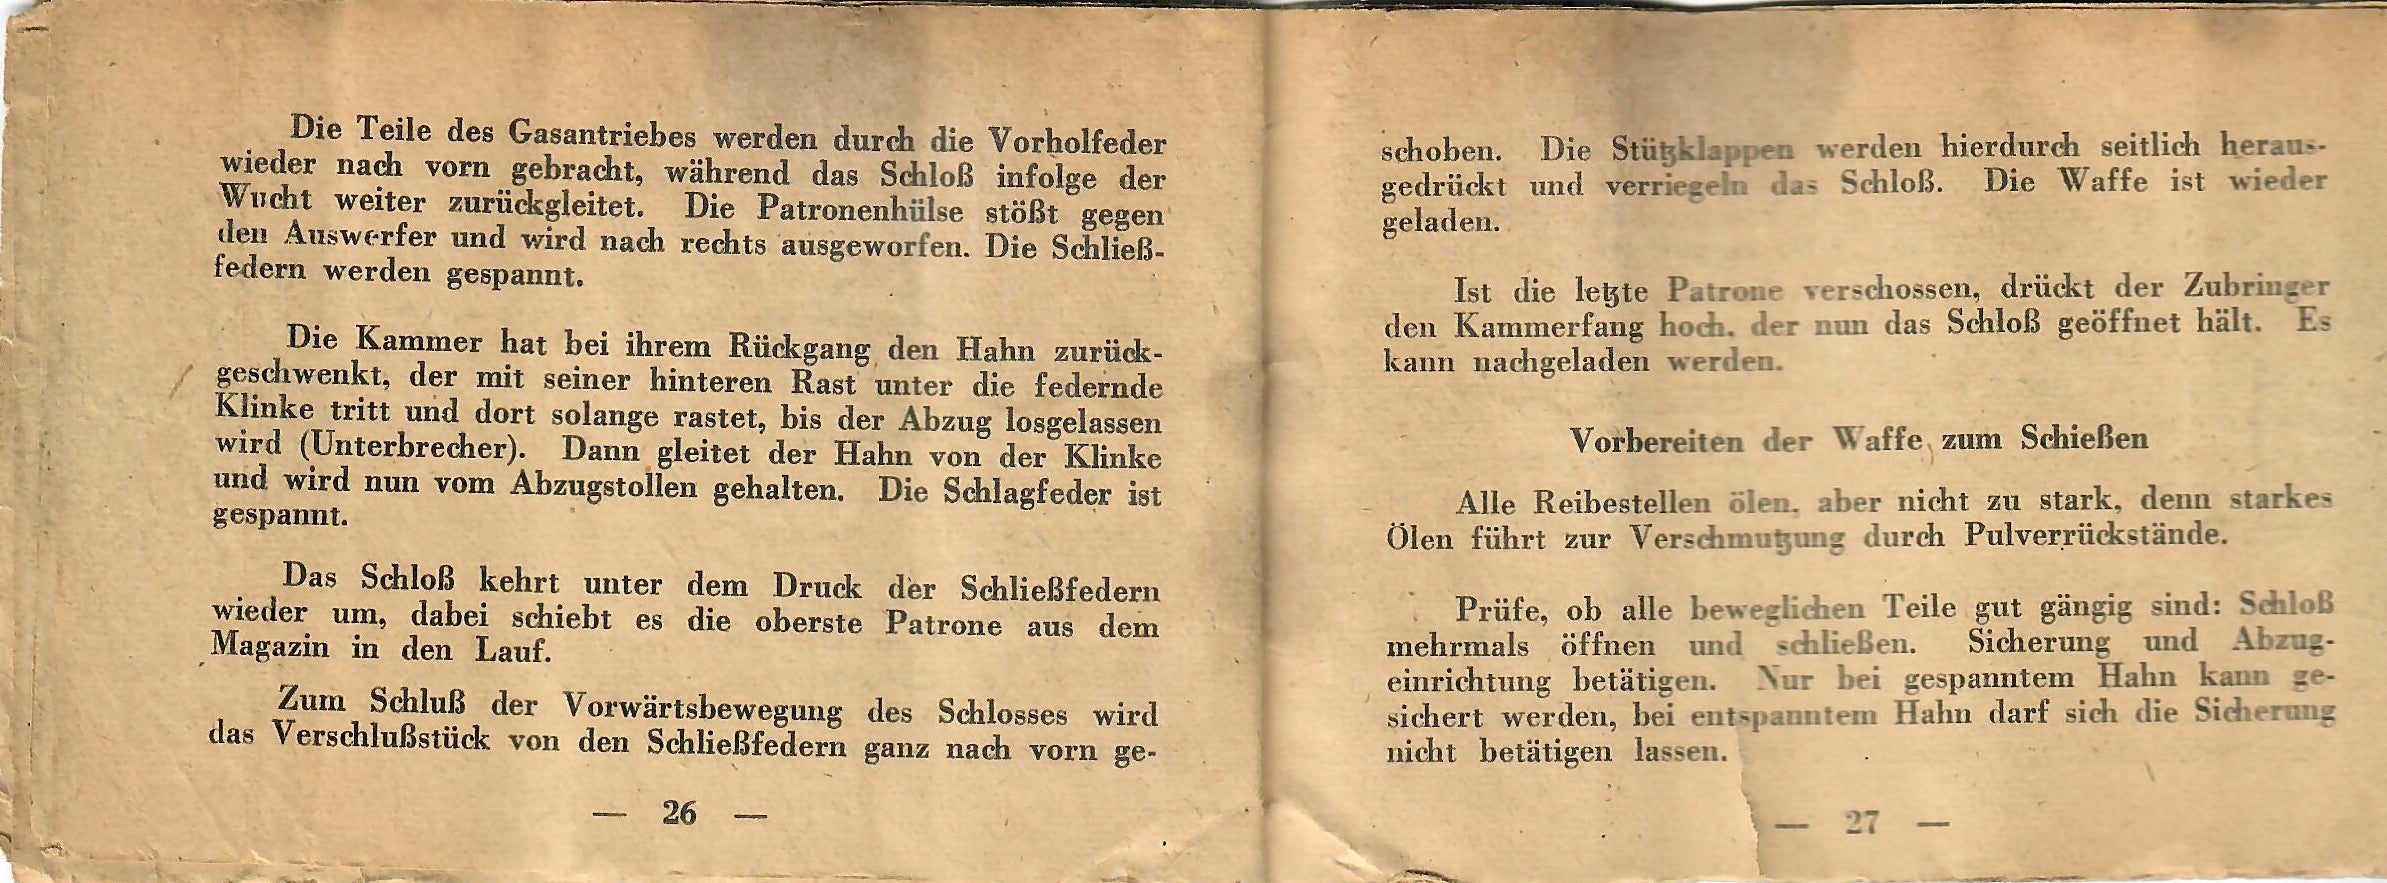 Die Teile des Gasantriebes werden durch die Vorholfeder
wieder nach vorn gebracht, während das Schloß infolge der
Wucht weiter zurückgleitet. Die Patronenhülse stößt gegen
den Auswerfer und wird nach rechts ausgeworfen. Die Schließ-
federn werden gespannt.
Die Kammer hat bei ihrem Rückgang den Hahn zurück-
geschwenkt, der mit seiner hinteren Rast unter die federnde
Klinke tritt und dort solange rastet, bis der Abzug losgelassen
wird (Unterbrecher). Dann gleitet der Hahn von der Klinke
und wird nun vom Abzugstollen gehalten. Die Schlagfeder ist
gespannt.
Das Schloß kehrt unter dem Druck der Schließfedern
wieder um, dabei schiebt es die oberste Patrone aus dem
Magazin in den Lauf.
Zum Schluß der Vorwärtsbewegung des Schlosses wird
das Verschlußstück von den Schließfedern ganz nach vorn ge-
— 26 —
schoben. Die Stützklappen werden hierdurch seitlich heraus-
gedrückt und verriegeln das Schloß. Die Waffe ist wieder
geladen.
Ist die letzte Patrone verschossen, drückt der Zubringer
den Kammerfang hoch, der nun das Schloß geöffnet hält. Es
kann nachgeladen werden.
Vorbereiten der Waffe zum Schießen
Alle Reibestellen ölen, aber nicht zu stark, denn starkes
Ölen führt zur Verschmutzung durch Pulverrückstände.
Prüfe, ob alle beweglichen Teile gut gängig sind: Schloß
mehrmals öffnen und schließen. Sicherung und Abzug-
einrichtung betätigen. Nur bei gespanntem Hahn kann ge-
sichert werden, bei entspanntem Hahn darf sich die Sicherung
nicht betätigen lassen.
— 27 —